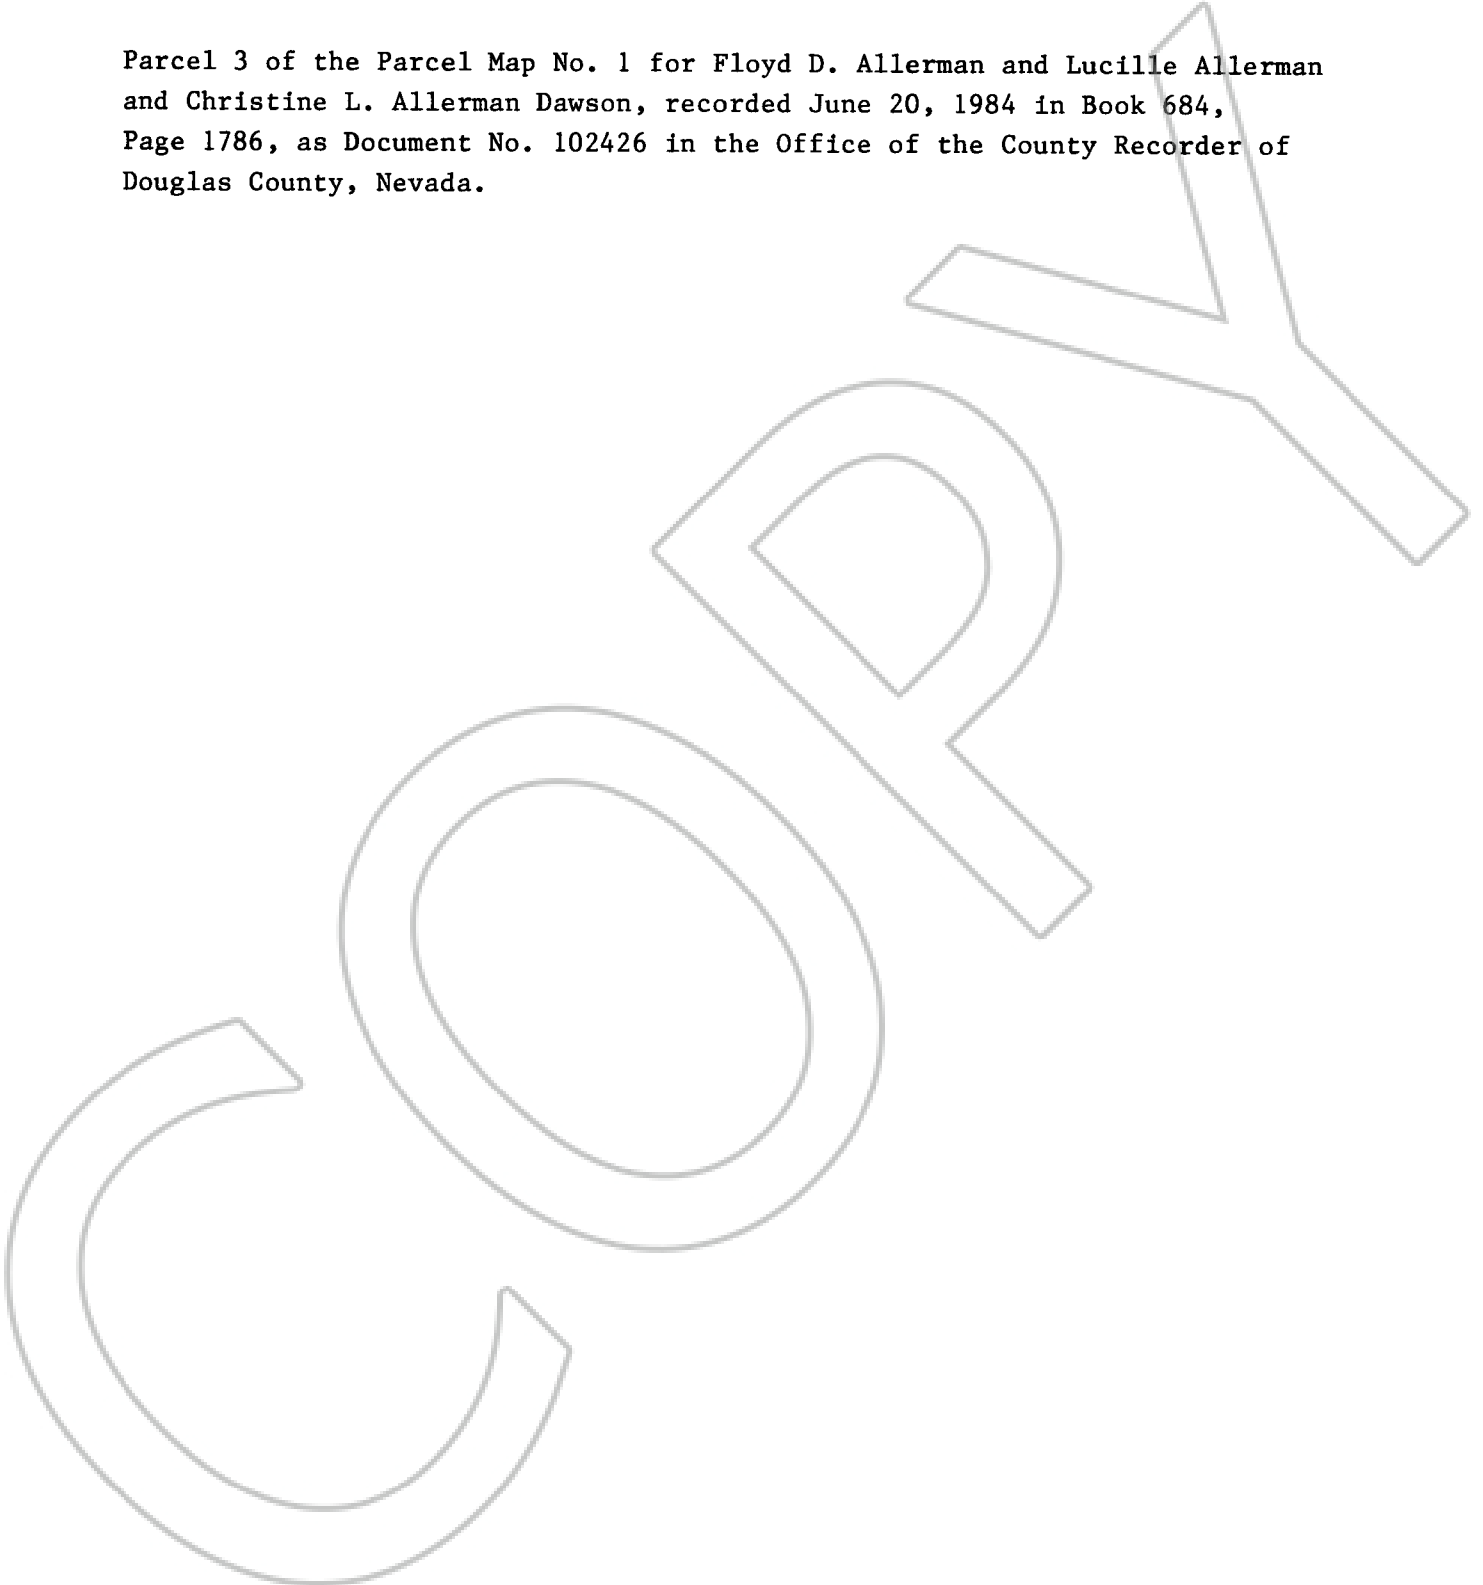 Parcel 3 of the Parcel Map No. 1 for Floyd D. Allerman and Lucille Allerman
and Christine L. Allerman Dawson, recorded June 20, 1984 in Book 684,
Page 1786, as Document No. 102426 in the Office of the County Recorder of
Douglas County, Nevada.
COPY